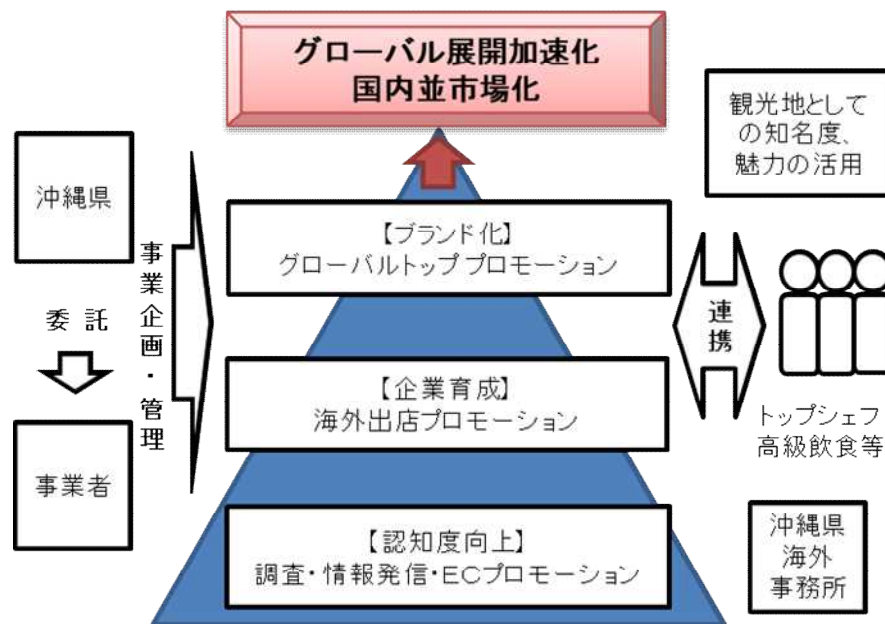 グローバル展開加速化
国内並市場化
沖縄県
委託
事業者
事業企画・管理
【ブランド化】
グローバルトッププロモーション
【企業育成】
海外出店プロモーション
【認知度向上】
調査・情報発信・ECプロモーション
連携
観光地として
の知名度、
魅力の活用
トップシェフ
高級飲食等
沖縄県
海外
事務所